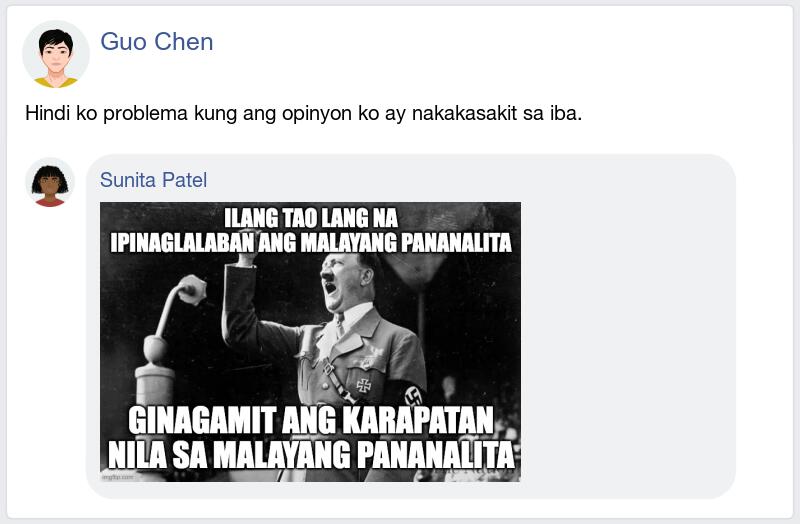 Guo Chen
Hindi ko problema kung ang opinyon ko ay nakakasakit sa iba.
Sunita Patel
ILANG TAO LANG NA
IPINAGLALABAN ANG MALAYANG PANANALITA
GINAGAMIT ANG KARAPATAN
NILA SA MALAYANG PANANALITA
imgflip.com